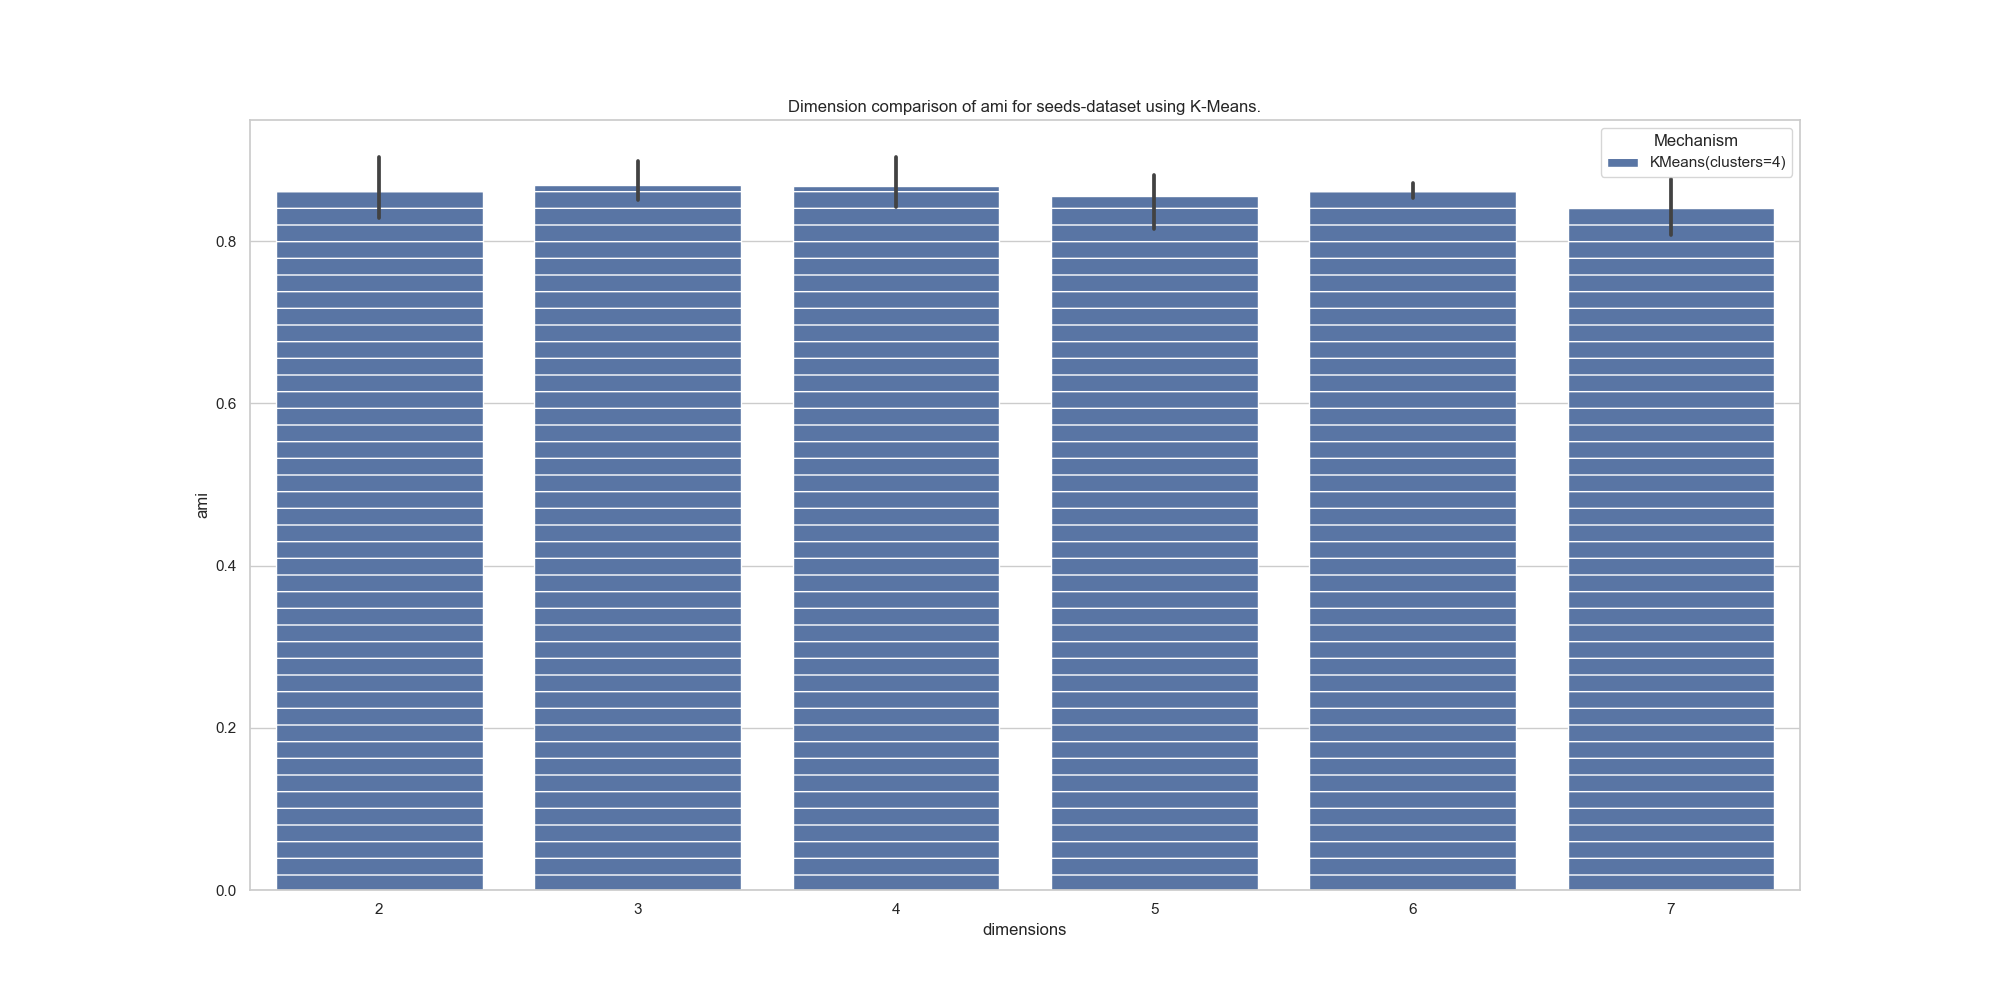 Dimension comparison of ami for seeds-dataset using K-Means.
Mechanism
KMeans(clusters=4)
0.8
0.6
0.4
0.2
0.0
ami
2 3 4 5 6 7
dimensions